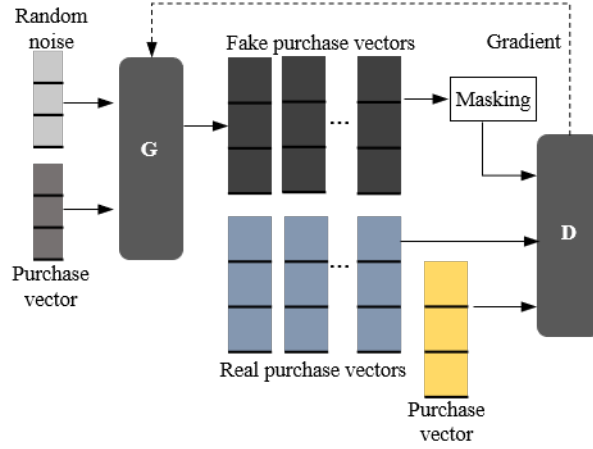 Random
noise
Fake purchase vectors
Gradient
Masking
...
G
D
...
Purchase
vector
Real purchase vectors
Purchase
vector